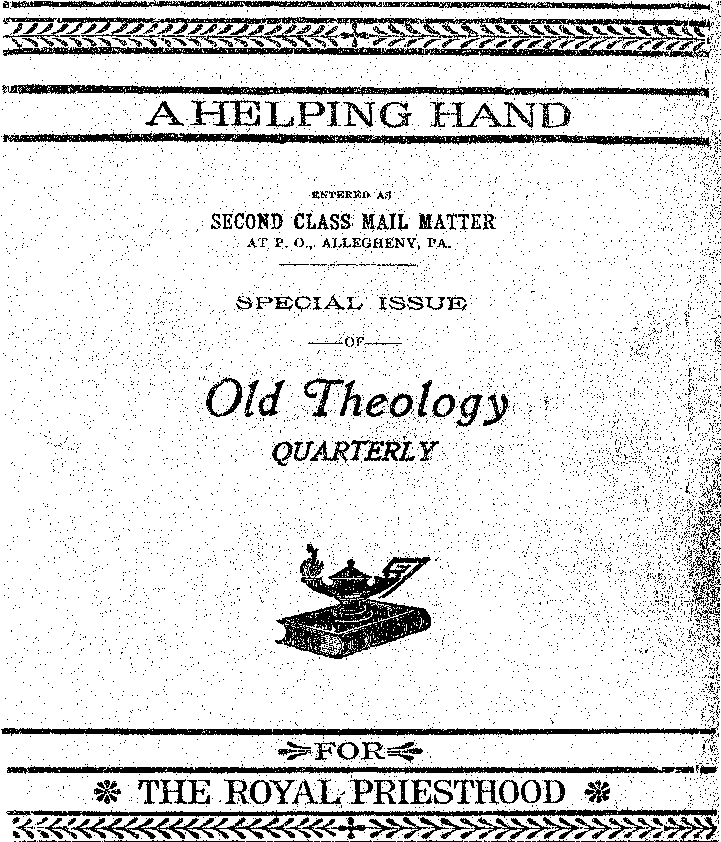 A HELPING HAND
ENTERED AS
SECOND CLASS MAIL MATTER
AT P. O., ALLEGHENY, PA.
SPECIAL ISSUE
—OF—
Old Theology
QUARTERLY
FOR
THE ROYAL PRIESTHOOD